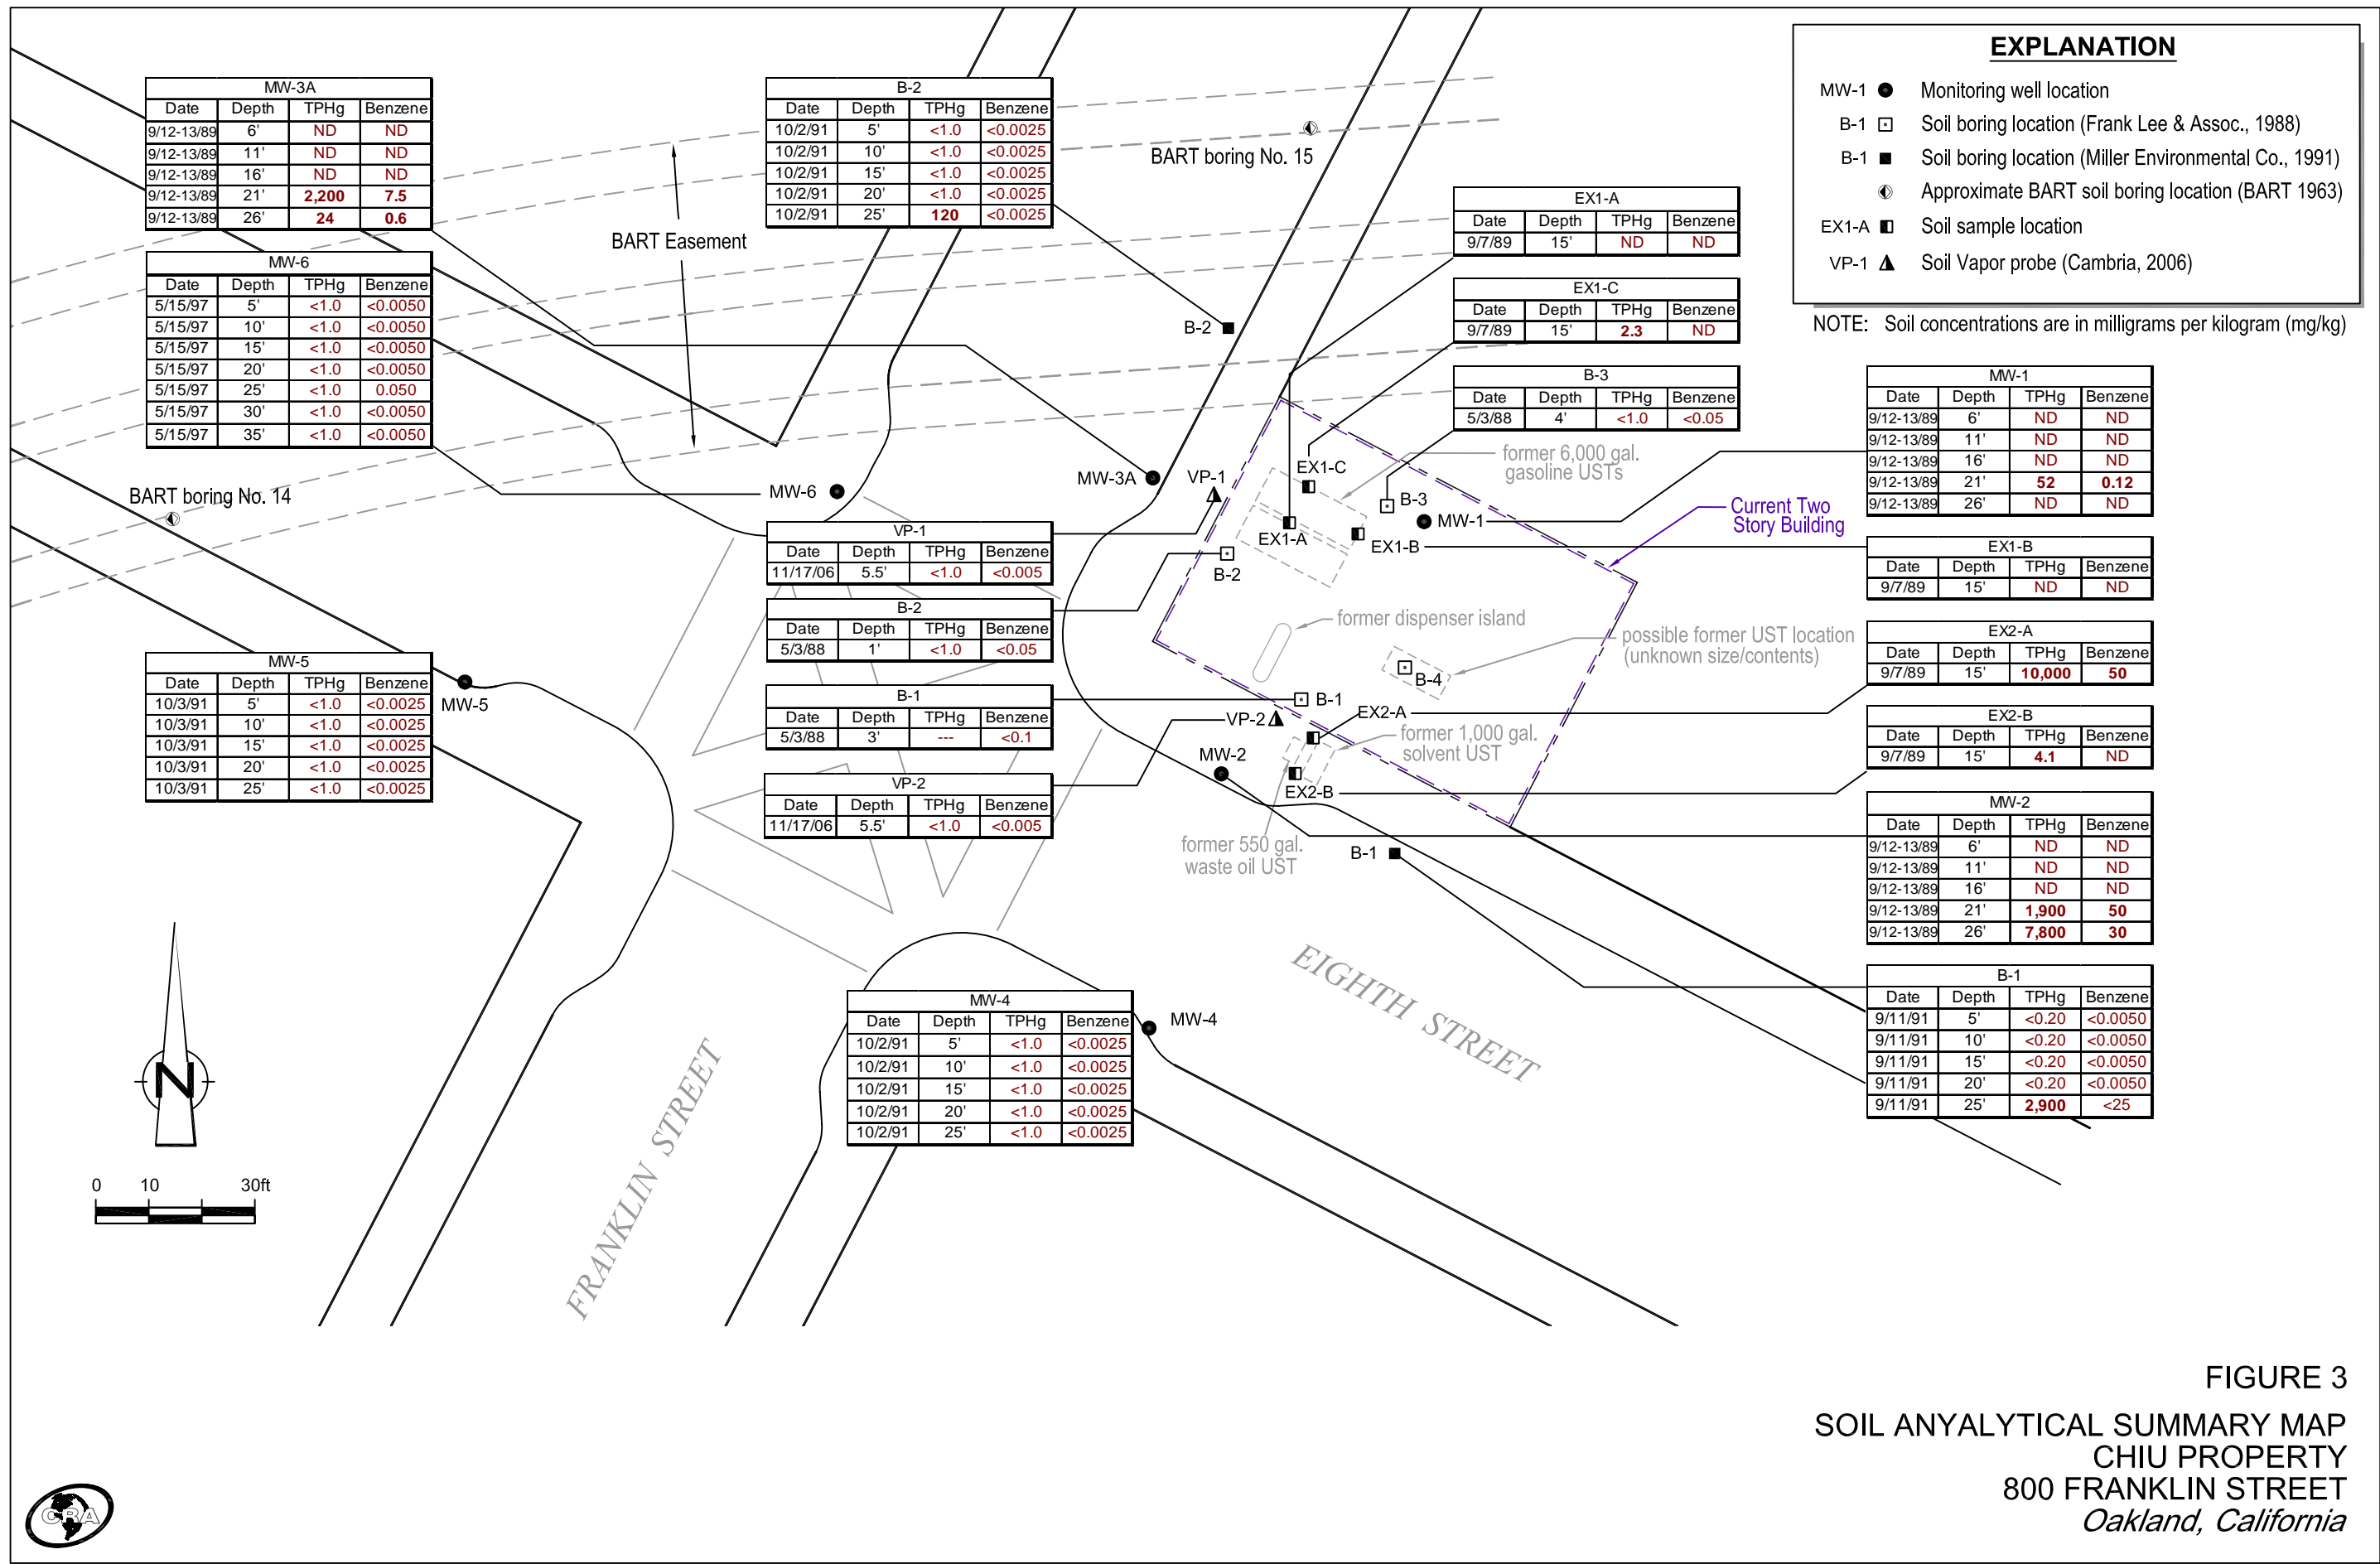 EXPLANATION
MW-1 Monitoring well location
B-1 Soil boring location (Frank Lee & Assoc., 1988)
B-1 Soil boring location (Miller Environmental Co., 1991)
Approximate BART soil boring location (BART 1963)
EX1-A Soil sample location
VP-1 Soil Vapor probe (Cambria, 2006)
NOTE: Soil concentrations are in milligrams per kilogram (mg/kg)
MW-3A
Date Depth TPHg Benzene
9/12-13/89 6' ND ND
9/12-13/89 11' ND ND
9/12-13/89 16' ND ND
9/12-13/89 21' 2,200 7.5
9/12-13/89 26' 24 0.6
MW-6
Date Depth TPHg Benzene
5/15/97 5' <1.0 <0.0050
5/15/97 10' <1.0 <0.0050
5/15/97 15' <1.0 <0.0050
5/15/97 20' <1.0 <0.0050
5/15/97 25' <1.0 0.050
5/15/97 30' <1.0 <0.0050
5/15/97 35' <1.0 <0.0050
B-2
Date Depth TPHg Benzene
10/2/91 5' <1.0 <0.0025
10/2/91 10' <1.0 <0.0025
10/2/91 15' <1.0 <0.0025
10/2/91 20' <1.0 <0.0025
10/2/91 25' 120 <0.0025
BART Easement
BART boring No. 15
BART boring No. 14
EX1-A
Date Depth TPHg Benzene
9/7/89 15' ND ND
EX1-C
Date Depth TPHg Benzene
9/7/89 15' 2.3 ND
B-3
Date Depth TPHg Benzene
5/3/88 4' <1.0 <0.05
MW-1
Date Depth TPHg Benzene
9/12-13/89 6' ND ND
9/12-13/89 11' ND ND
9/12-13/89 16' ND ND
9/12-13/89 21' 52 0.12
9/12-13/89 26' ND ND
EX1-B
Date Depth TPHg Benzene
9/7/89 15' ND ND
EX2-A
Date Depth TPHg Benzene
9/7/89 15' 10,000 50
EX2-B
Date Depth TPHg Benzene
9/7/89 15' 4.1 ND
MW-2
Date Depth TPHg Benzene
9/12-13/89 6' ND ND
9/12-13/89 11' ND ND
9/12-13/89 16' ND ND
9/12-13/89 21' 1,900 50
9/12-13/89 26' 7,800 30
B-1
Date Depth TPHg Benzene
9/11/91 5' <0.20 <0.0050
9/11/91 10' <0.20 <0.0050
9/11/91 15' <0.20 <0.0050
9/11/91 20' <0.20 <0.0050
9/11/91 25' 2,900 <25
VP-1
Date Depth TPHg Benzene
11/17/06 5.5' <1.0 <0.005
B-2
Date Depth TPHg Benzene
5/3/88 1' <1.0 <0.05
B-1
Date Depth TPHg Benzene
5/3/88 3' --- <0.1
VP-2
Date Depth TPHg Benzene
11/17/06 5.5' <1.0 <0.005
MW-5
Date Depth TPHg Benzene
10/3/91 5' <1.0 <0.0025
10/3/91 10' <1.0 <0.0025
10/3/91 15' <1.0 <0.0025
10/3/91 20' <1.0 <0.0025
10/3/91 25' <1.0 <0.0025
MW-4
Date Depth TPHg Benzene
10/2/91 5' <1.0 <0.0025
10/2/91 10' <1.0 <0.0025
10/2/91 15' <1.0 <0.0025
10/2/91 20' <1.0 <0.0025
10/2/91 25' <1.0 <0.0025
B-2
MW-3A
VP-1
MW-6
EX1-C
former 6,000 gal.
gasoline USTs
B-3
MW-1
EX1-A
EX1-B
Current Two
Story Building
B-2
former dispenser island
possible former UST location
(unknown size/contents)
B-4
B-1
MW-5
VP-2
EX2-A
former 1,000 gal.
solvent UST
MW-2
EX2-B
former 550 gal.
waste oil UST
B-1
MW-4
EIGHTH STREET
FRANKLIN STREET
N
0 10 30ft
CRA
FIGURE 3
SOIL ANYALYTICAL SUMMARY MAP
CHIU PROPERTY
800 FRANKLIN STREET
Oakland, California